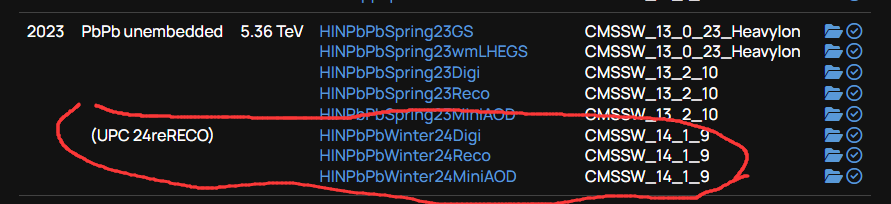 2023 PbPb unembedded 5.36 TeV HINPbPbSpring23GS CMSSW_13_0_23_HeavyIon
HINPbPbSpring23wmLHEGS CMSSW_13_0_23_HeavyIon
HINPbPbSpring23Digi CMSSW_13_2_10
HINPbPbSpring23Reco CMSSW_13_2_10
HINPbPbSpring23MiniAOD CMSSW_13_2_10
(UPC 24reRECO) HINPbPbWinter24Digi CMSSW_14_1_9
HINPbPbWinter24Reco CMSSW_14_1_9
HINPbPbWinter24MiniAOD CMSSW_14_1_9